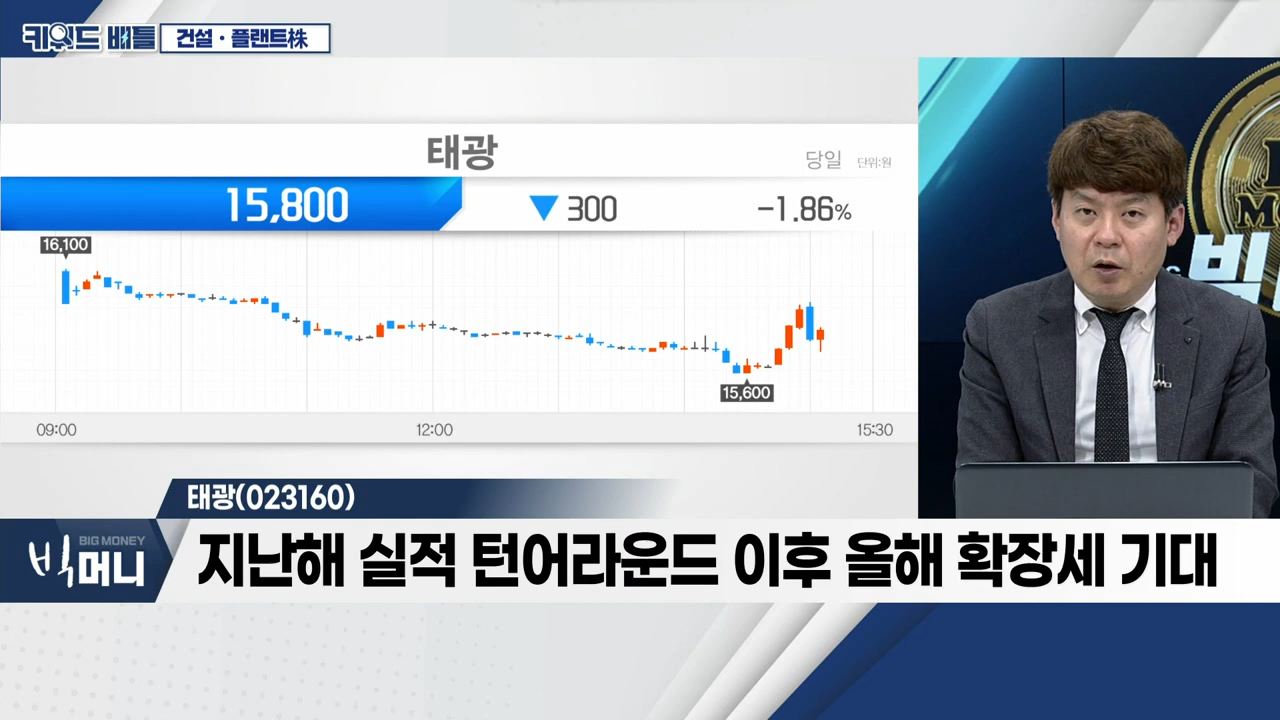 키워드 배틀 건설·플랜트株
태광
당일 단위:원
15,800 ▼ 300 -1.86%
16,100
15,600
09:00 12:00 15:30
태광(023160)
BIG MONEY
빅머니
지난해 실적 턴어라운드 이후 올해 확장세 기대